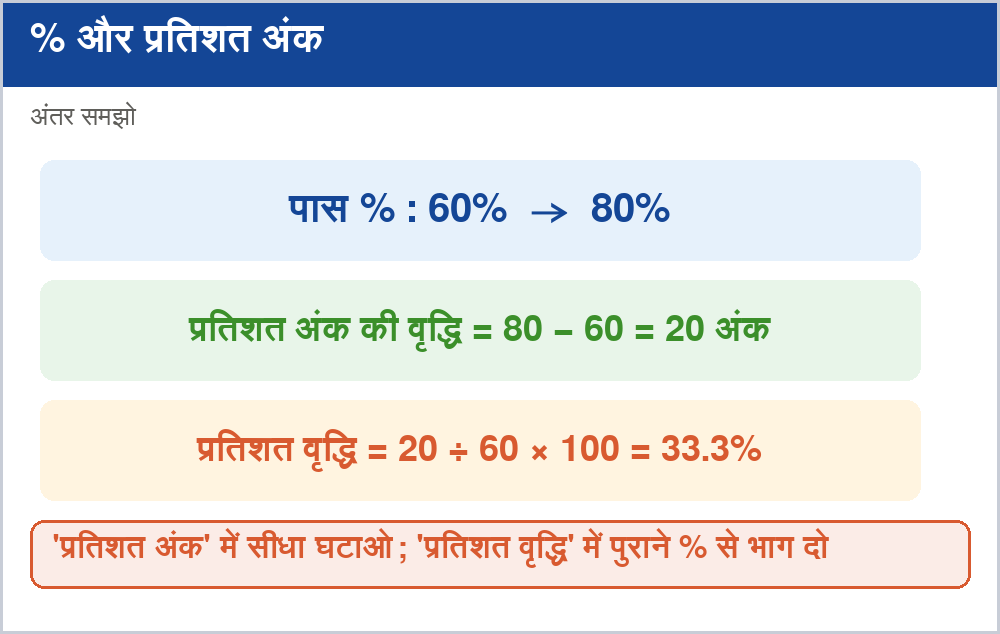 % और प्रतिशत अंक
अंतर समझो
पास % : 60% → 80%
प्रतिशत अंक की वृद्धि = 80 − 60 = 20 अंक
प्रतिशत वृद्धि = 20 ÷ 60 × 100 = 33.3%
'प्रतिशत अंक' में सीधा घटाओ; 'प्रतिशत वृद्धि' में पुराने % से भाग दो